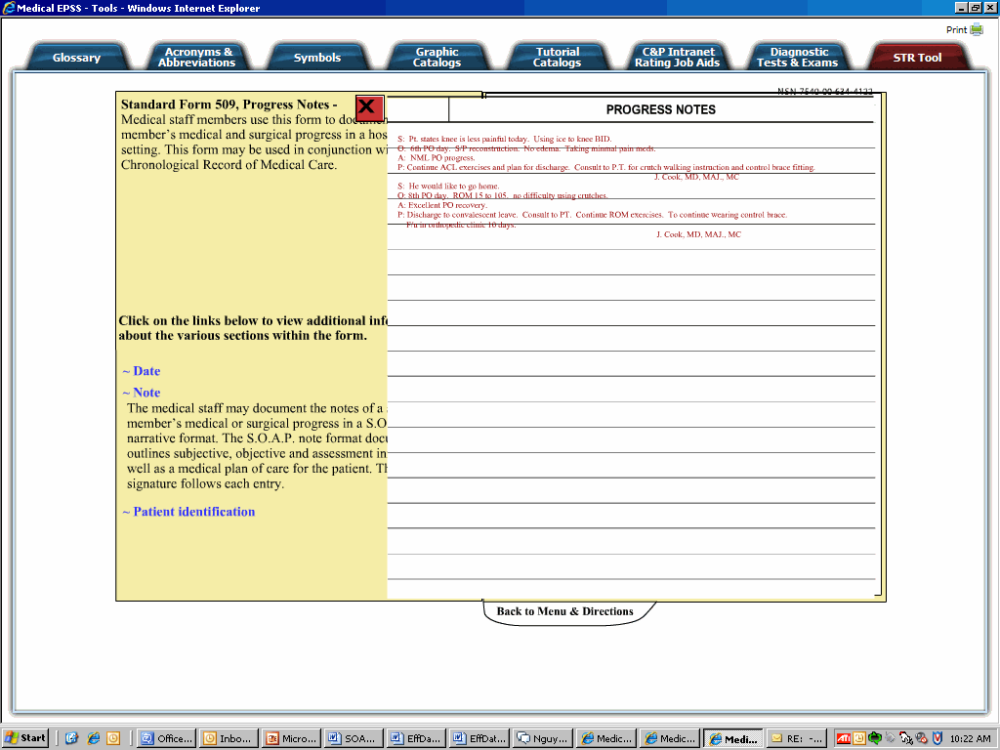 Medical EPSS - Tools - Windows Internet Explorer
Print
Glossary
Acronyms &
Abbreviations
Symbols
Graphic
Catalogs
Tutorial
Catalogs
C&P Intranet
Rating Job Aids
Diagnostic
Tests & Exams
STR Tool
Standard Form 509, Progress Notes -
Medical staff members use this form to documen
member's medical and surgical progress in a hos
setting. This form may be used in conjunction wi
Chronological Record of Medical Care.
X
Click on the links below to view additional info
about the various sections within the form.
~ Date
~ Note
The medical staff may document the notes of a
member's medical or surgical progress in a S.O
narrative format. The S.O.A.P. note format docu
outlines subjective, objective and assessment in
well as a medical plan of care for the patient. Th
signature follows each entry.
~ Patient identification
NSN 7540-00-634-4122
PROGRESS NOTES
S: Pt. states knee is less painful today. Using ice to knee BID.
O: 6th PO day. S/P reconstruction. No edema. Taking minimal pain meds.
A: NML PO progress.
P: Continue ACL exercises and plan for discharge. Consult to P.T. for crutch walking instruction and control brace fitting.
J. Cook, MD, MAJ., MC
S: He would like to go home.
O: 8th PO day. ROM 15 to 105. no difficulty using crutches.
A: Excellent PO recovery.
P: Discharge to convalescent leave. Consult to PT. Continue ROM exercises. To continue wearing control brace.
F/u in orthopedic clinic 10 days.
J. Cook, MD, MAJ., MC
Back to Menu & Directions
Start
Office...
Inbo...
Micro...
SOA...
EffDa...
EffDat...
Nguy...
Medic...
Medic...
Medi...
RE: -...
10:22 AM